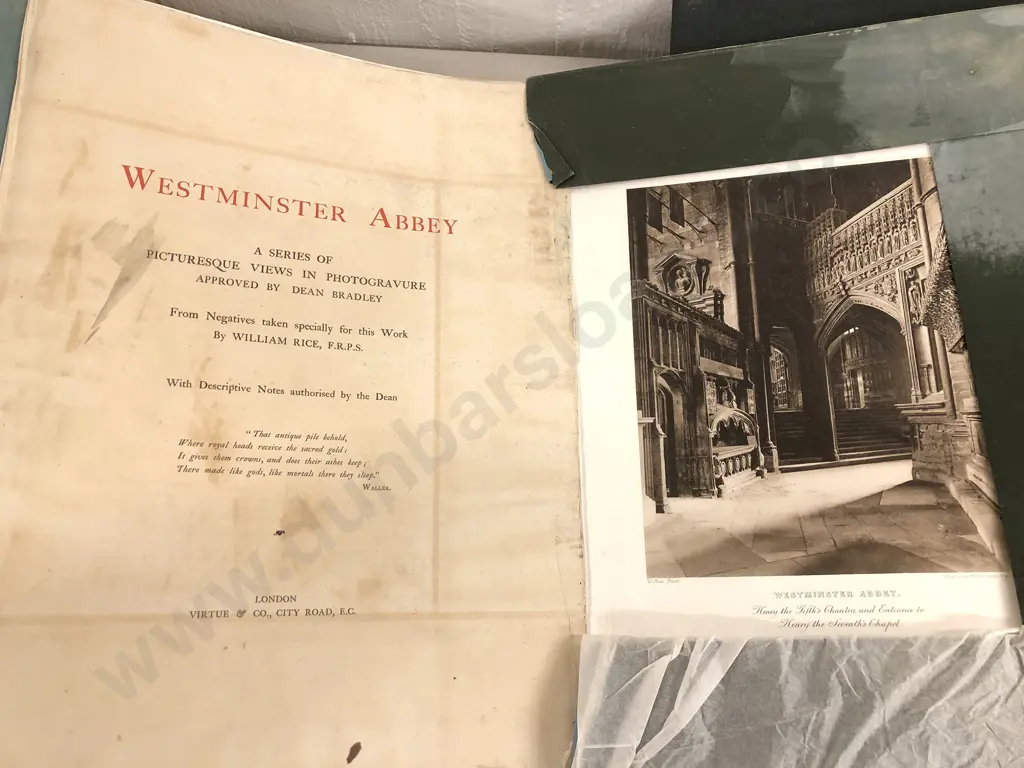 WESTMINSTER ABBEY
A SERIES OF
PICTURESQUE VIEWS IN PHOTOGRAVURE
APPROVED BY DEAN BRADLEY
From Negatives taken specially for this Work
By WILLIAM RICE, F.R.P.S.
With Descriptive Notes authorised by the Dean
"That antique pile behold,
Where royal heads receive the sacred gold:
It gives them crowns, and does their ashes keep;
There made like gods, like mortals there they sleep."
WALLER.
LONDON
VIRTUE & CO., CITY ROAD, E.C.
WESTMINSTER ABBEY.
Henry the Fifth's Chantry, and Entrance to
Henry the Seventh's Chapel.
www.dunbarsloa